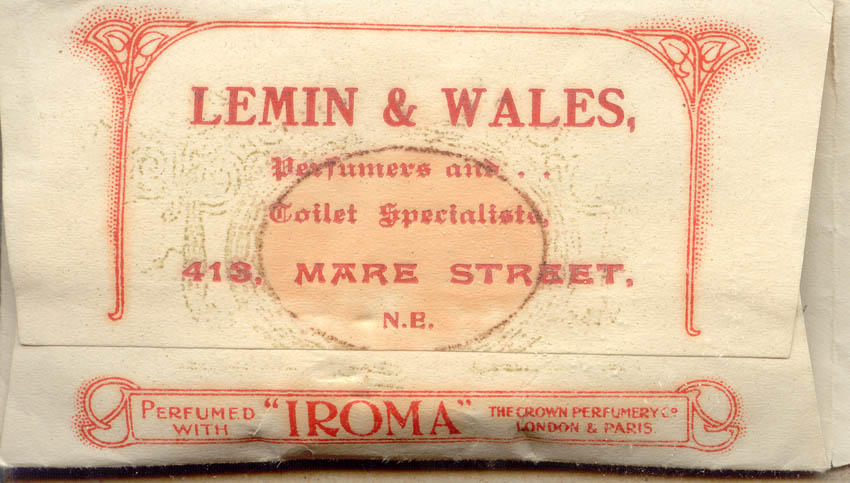 LEMIN & WALES,
Perfumers and . .
Toilet Specialists,
413, MARE STREET,
N.E.
PERFUMED WITH "IROMA" THE CROWN PERFUMERY Co LONDON & PARIS